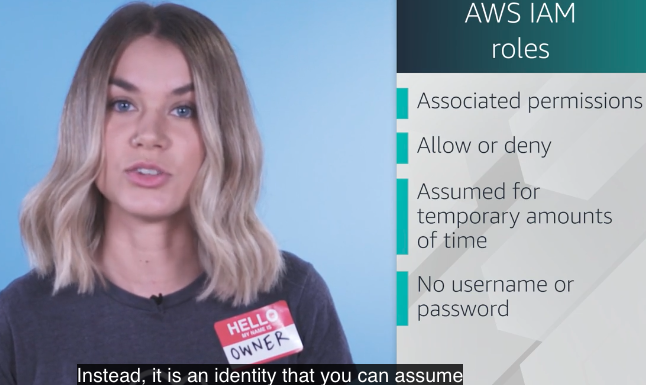 AWS IAM
roles
Associated permissions
Allow or deny
Assumed for
temporary amounts
of time
No username or
password
HELLO
MY NAME IS
OWNER
Instead, it is an identity that you can assume